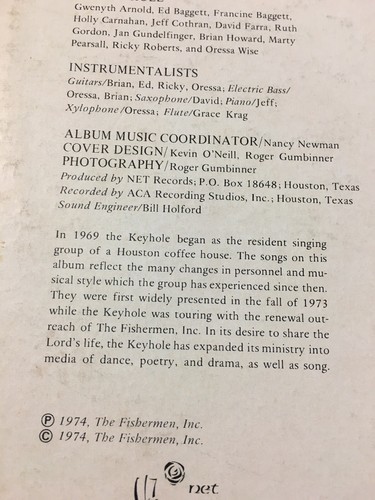 Gwenyth Arnold, Ed Baggett, Francine Baggett,
Holly Carnahan, Jeff Cothran, David Farra, Ruth
Gordon, Jan Gundelfinger, Brian Howard, Marty
Pearsall, Ricky Roberts, and Oressa Wise
INSTRUMENTALISTS
Guitars/Brian, Ed, Ricky, Oressa; Electric Bass/
Oressa, Brian; Saxophone/David; Piano/Jeff;
Xylophone/Oressa; Flute/Grace Krag
ALBUM MUSIC COORDINATOR/Nancy Newman
COVER DESIGN/Kevin O'Neill, Roger Gumbinner
PHOTOGRAPHY/Roger Gumbinner
Produced by NET Records; P.O. Box 18648; Houston, Texas
Recorded by ACA Recording Studios, Inc.; Houston, Texas
Sound Engineer/Bill Holford
In 1969 the Keyhole began as the resident singing
group of a Houston coffee house. The songs on this
album reflect the many changes in personnel and mu-
sical style which the group has experienced since then.
They were first widely presented in the fall of 1973
while the Keyhole was touring with the renewal out-
reach of The Fishermen, Inc. In its desire to share the
Lord's life, the Keyhole has expanded its ministry into
media of dance, poetry, and drama, as well as song.
Ⓟ 1974, The Fishermen, Inc.
© 1974, The Fishermen, Inc.
net